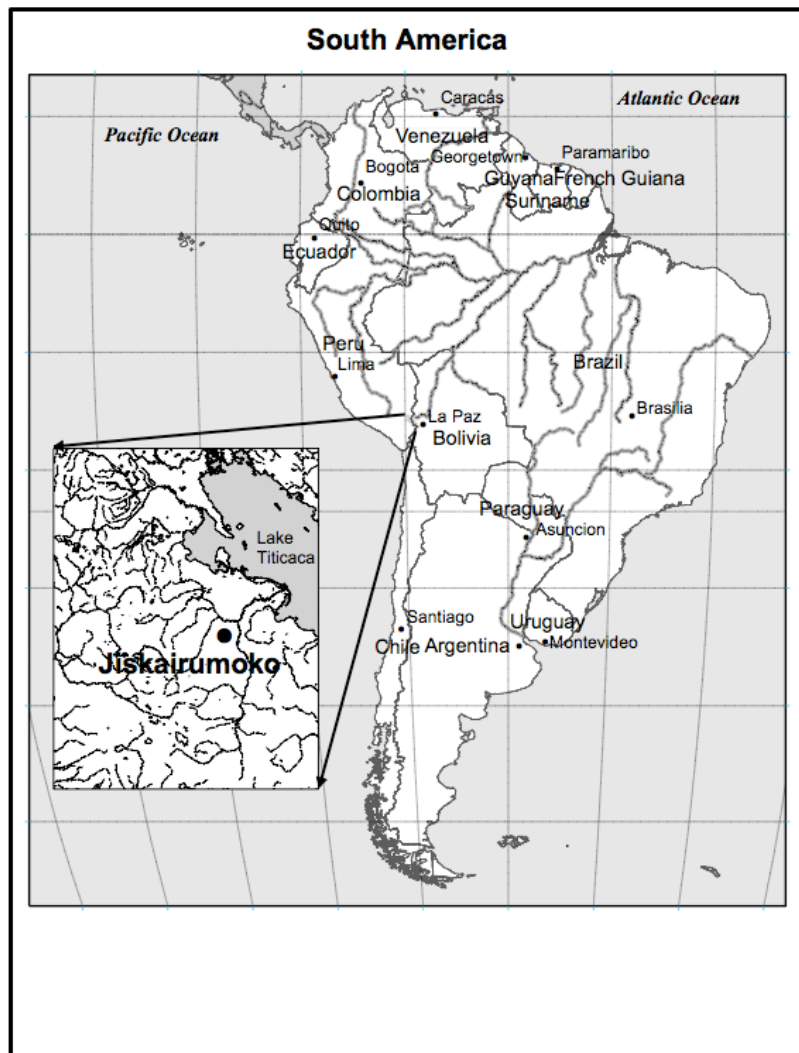 South America
Caracas
Atlantic Ocean
Pacific Ocean
Venezuela
Georgetown
Paramaribo
Bogota
Guyana
French Guiana
Colombia
Suriname
Quito
Ecuador
Peru
Lima
Brazil
Brasilia
La Paz
Bolivia
Paraguay
Asuncion
Lake
Titicaca
Santiago
Uruguay
Chile
Argentina
Montevideo
Jiskairumoko